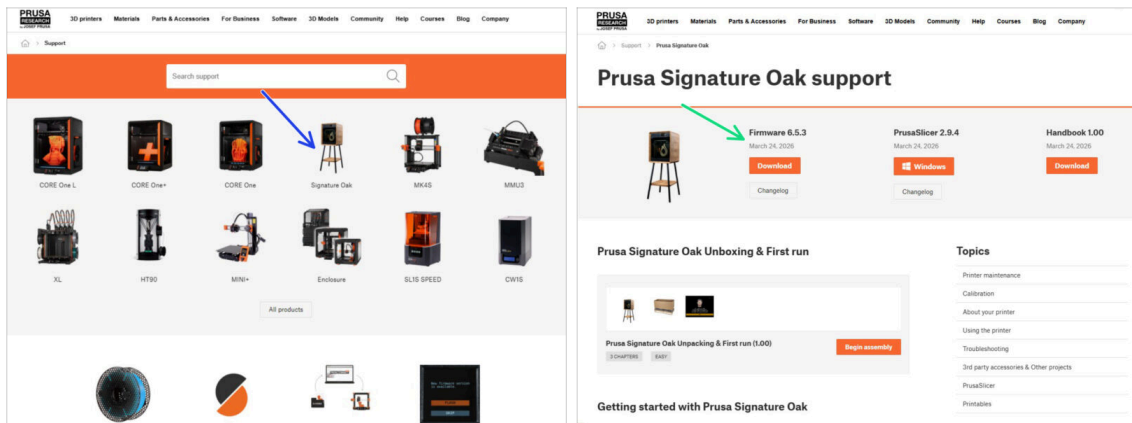 PRUSA
RESEARCH
by JOSEF PRUSA
3D printers Materials Parts & Accessories For Business Software 3D Models Community Help Courses Blog Company
Support
Search support
CORE One L CORE One+ CORE One Signature Oak MK4S MMU3
XL HT90 MINI+ Enclosure SL1S SPEED CW1S
All products
New firmware version
is available
FLASH
SKIP
PRUSA
RESEARCH
by JOSEF PRUSA
3D printers Materials Parts & Accessories For Business Software 3D Models Community Help Courses Blog Company
Support Prusa Signature Oak
Prusa Signature Oak support
Firmware 6.5.3 PrusaSlicer 2.9.4 Handbook 1.00
March 24, 2026 March 24, 2026 March 24, 2026
Download Windows Download
Changelog Changelog
Prusa Signature Oak Unboxing & First run
Prusa Signature Oak Unpacking & First run (1.00)
3 CHAPTERS EASY
Begin assembly
Getting started with Prusa Signature Oak
Topics
Printer maintenance
Calibration
About your printer
Using the printer
Troubleshooting
3rd party accessories & Other projects
PrusaSlicer
Printables